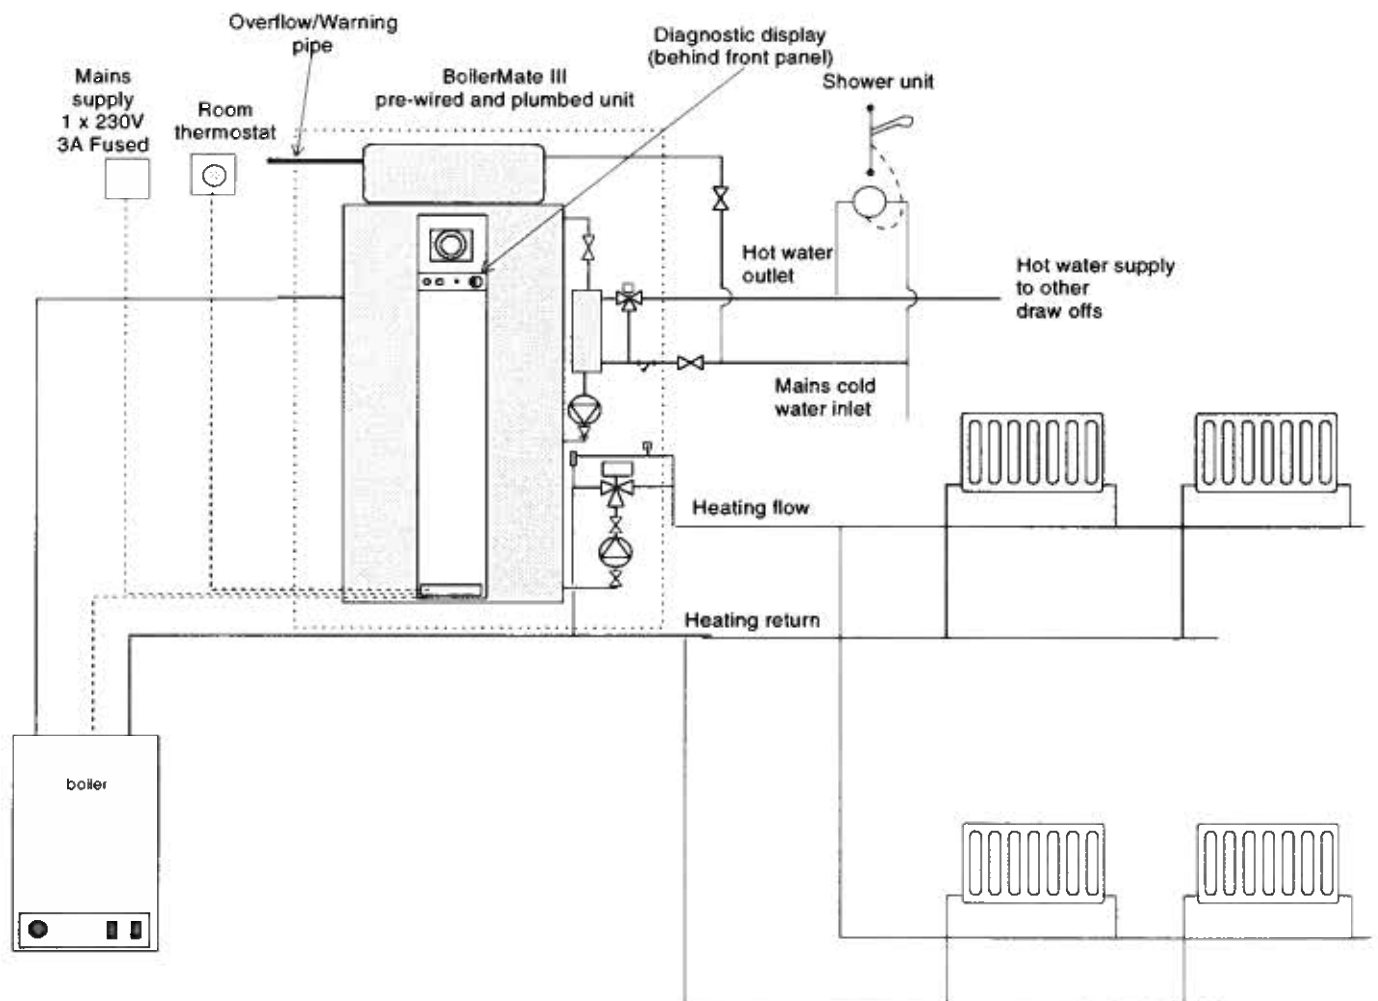 Overflow/Warning
pipe
Diagnostic display
(behind front panel)
Mains
supply
1 x 230V
3A Fused
Room
thermostat
BoilerMate III
pre-wired and plumbed unit
Shower unit
Hot water
outlet
Hot water supply
to other
draw offs
Mains cold
water inlet
Heating flow
Heating return
boiler